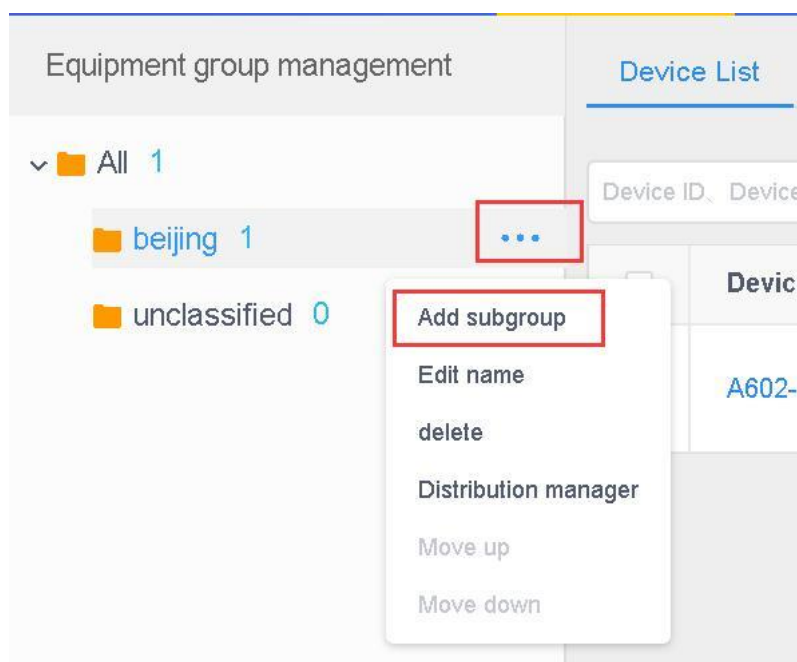 Equipment group management
Device List
All 1
Device ID、Device
beijing 1
...
Devic
unclassified 0
Add subgroup
Edit name
A602-
delete
Distribution manager
Move up
Move down